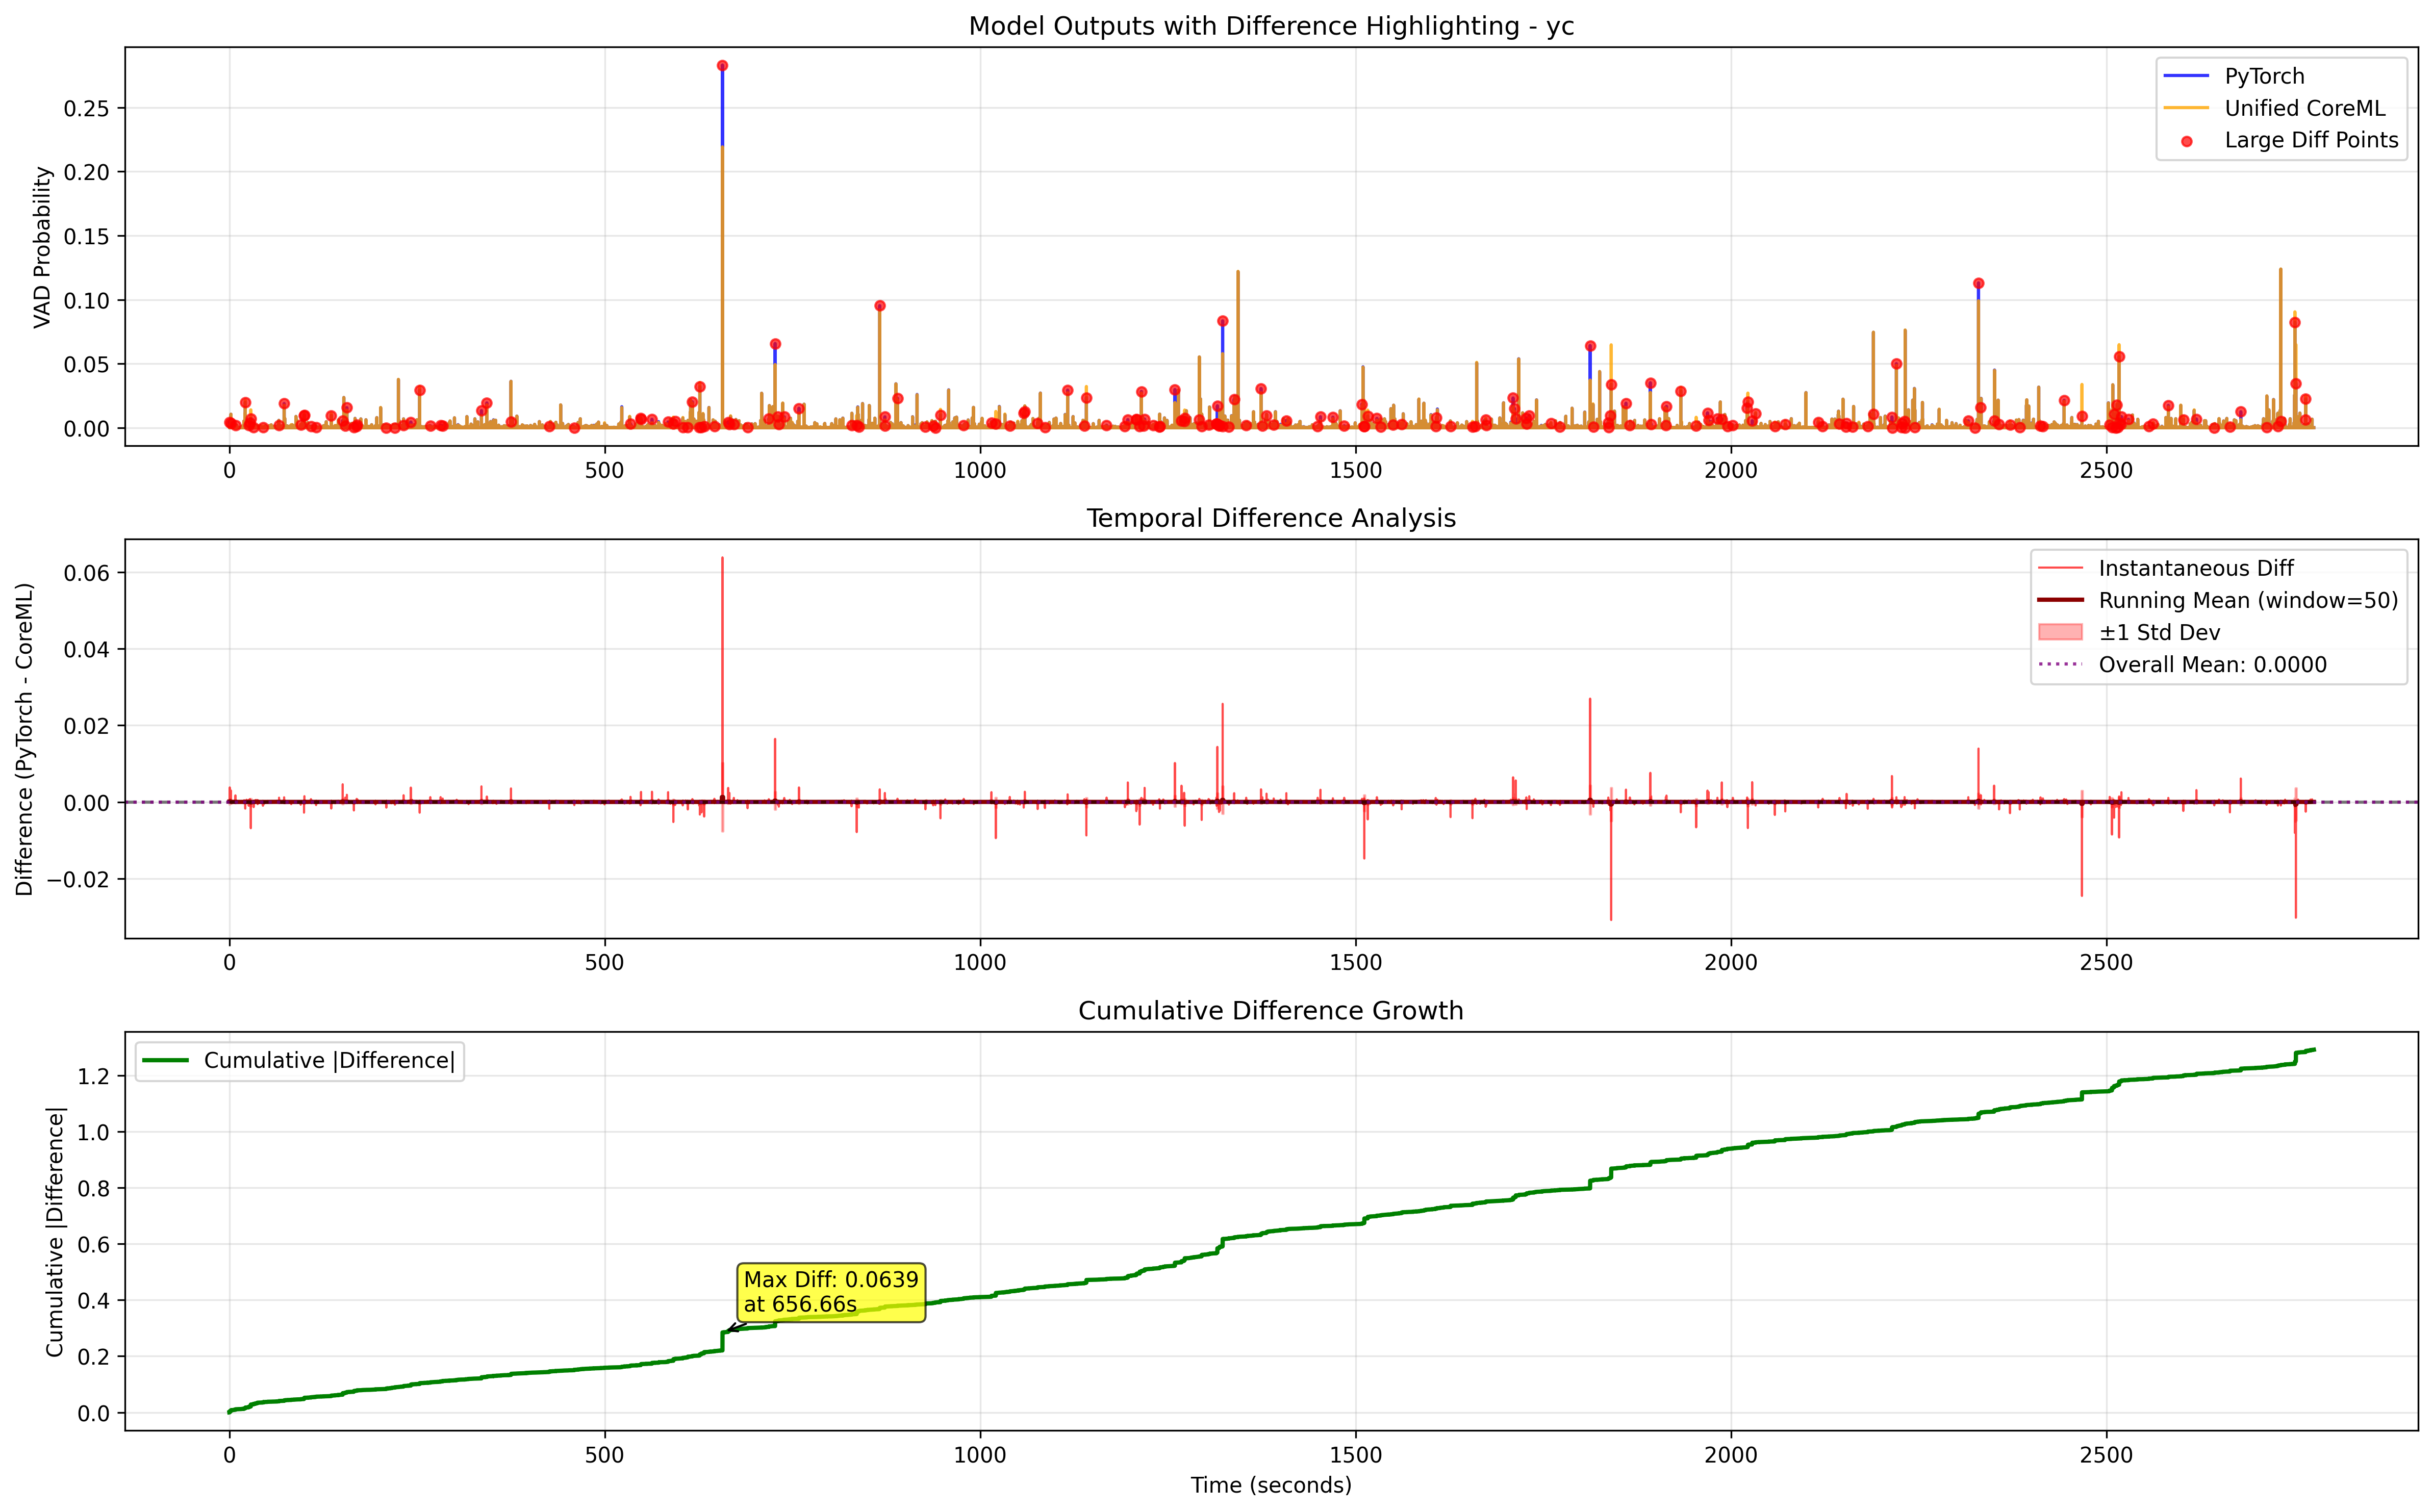 Model Outputs with Difference Highlighting - yc
VAD Probability
0.25
0.20
0.15
0.10
0.05
0.00
PyTorch
Unified CoreML
Large Diff Points
0 500 1000 1500 2000 2500
Temporal Difference Analysis
Difference (PyTorch - CoreML)
0.06
0.04
0.02
0.00
−0.02
Instantaneous Diff
Running Mean (window=50)
±1 Std Dev
Overall Mean: 0.0000
0 500 1000 1500 2000 2500
Cumulative Difference Growth
Cumulative |Difference|
1.2
1.0
0.8
0.6
0.4
0.2
0.0
Cumulative |Difference|
Max Diff: 0.0639
at 656.66s
0 500 1000 1500 2000 2500
Time (seconds)